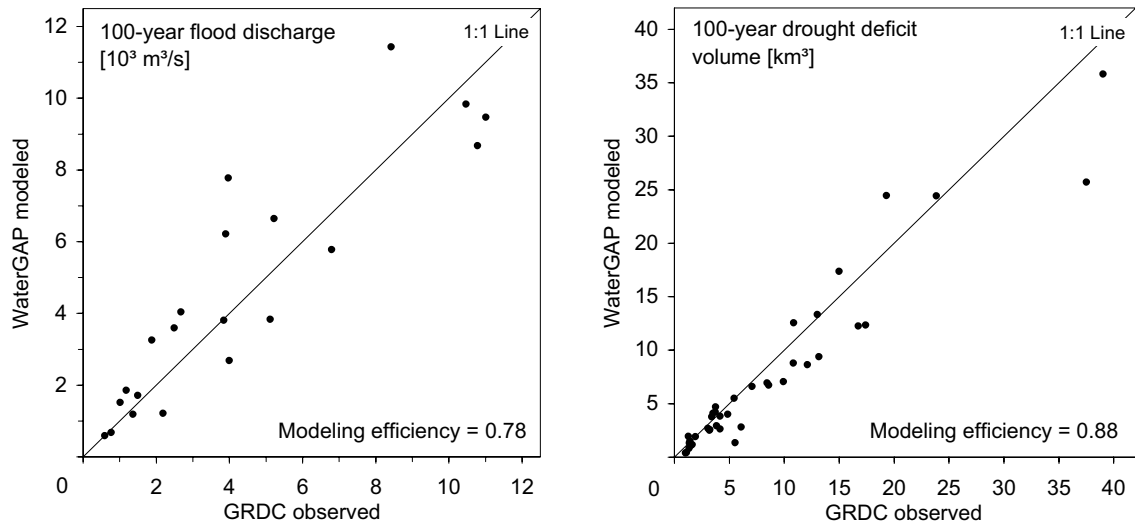 100-year flood discharge
[10³ m³/s]
1:1 Line
12
10
8
6
4
2
0
2
4
6
8
10
12
WaterGAP modeled
Modeling efficiency = 0.78
GRDC observed
100-year drought deficit
volume [km³]
1:1 Line
40
35
30
25
20
15
10
5
0
5
10
15
20
25
30
35
40
WaterGAP modeled
Modeling efficiency = 0.88
GRDC observed